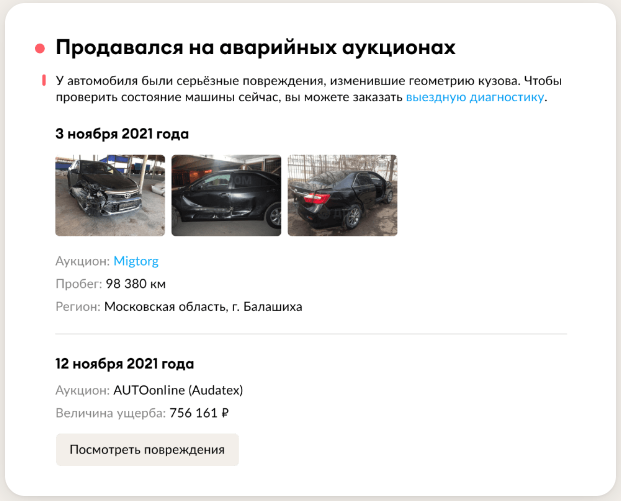 Продавался на аварийных аукционах
У автомобиля были серьёзные повреждения, изменившие геометрию кузова. Чтобы
проверить состояние машины сейчас, вы можете заказать выездную диагностику.
3 ноября 2021 года
Аукцион: Migtorg
Пробег: 98 380 км
Регион: Московская область, г. Балашиха
12 ноября 2021 года
Аукцион: AUTOonline (Audatex)
Величина ущерба: 756 161 ₽
Посмотреть повреждения